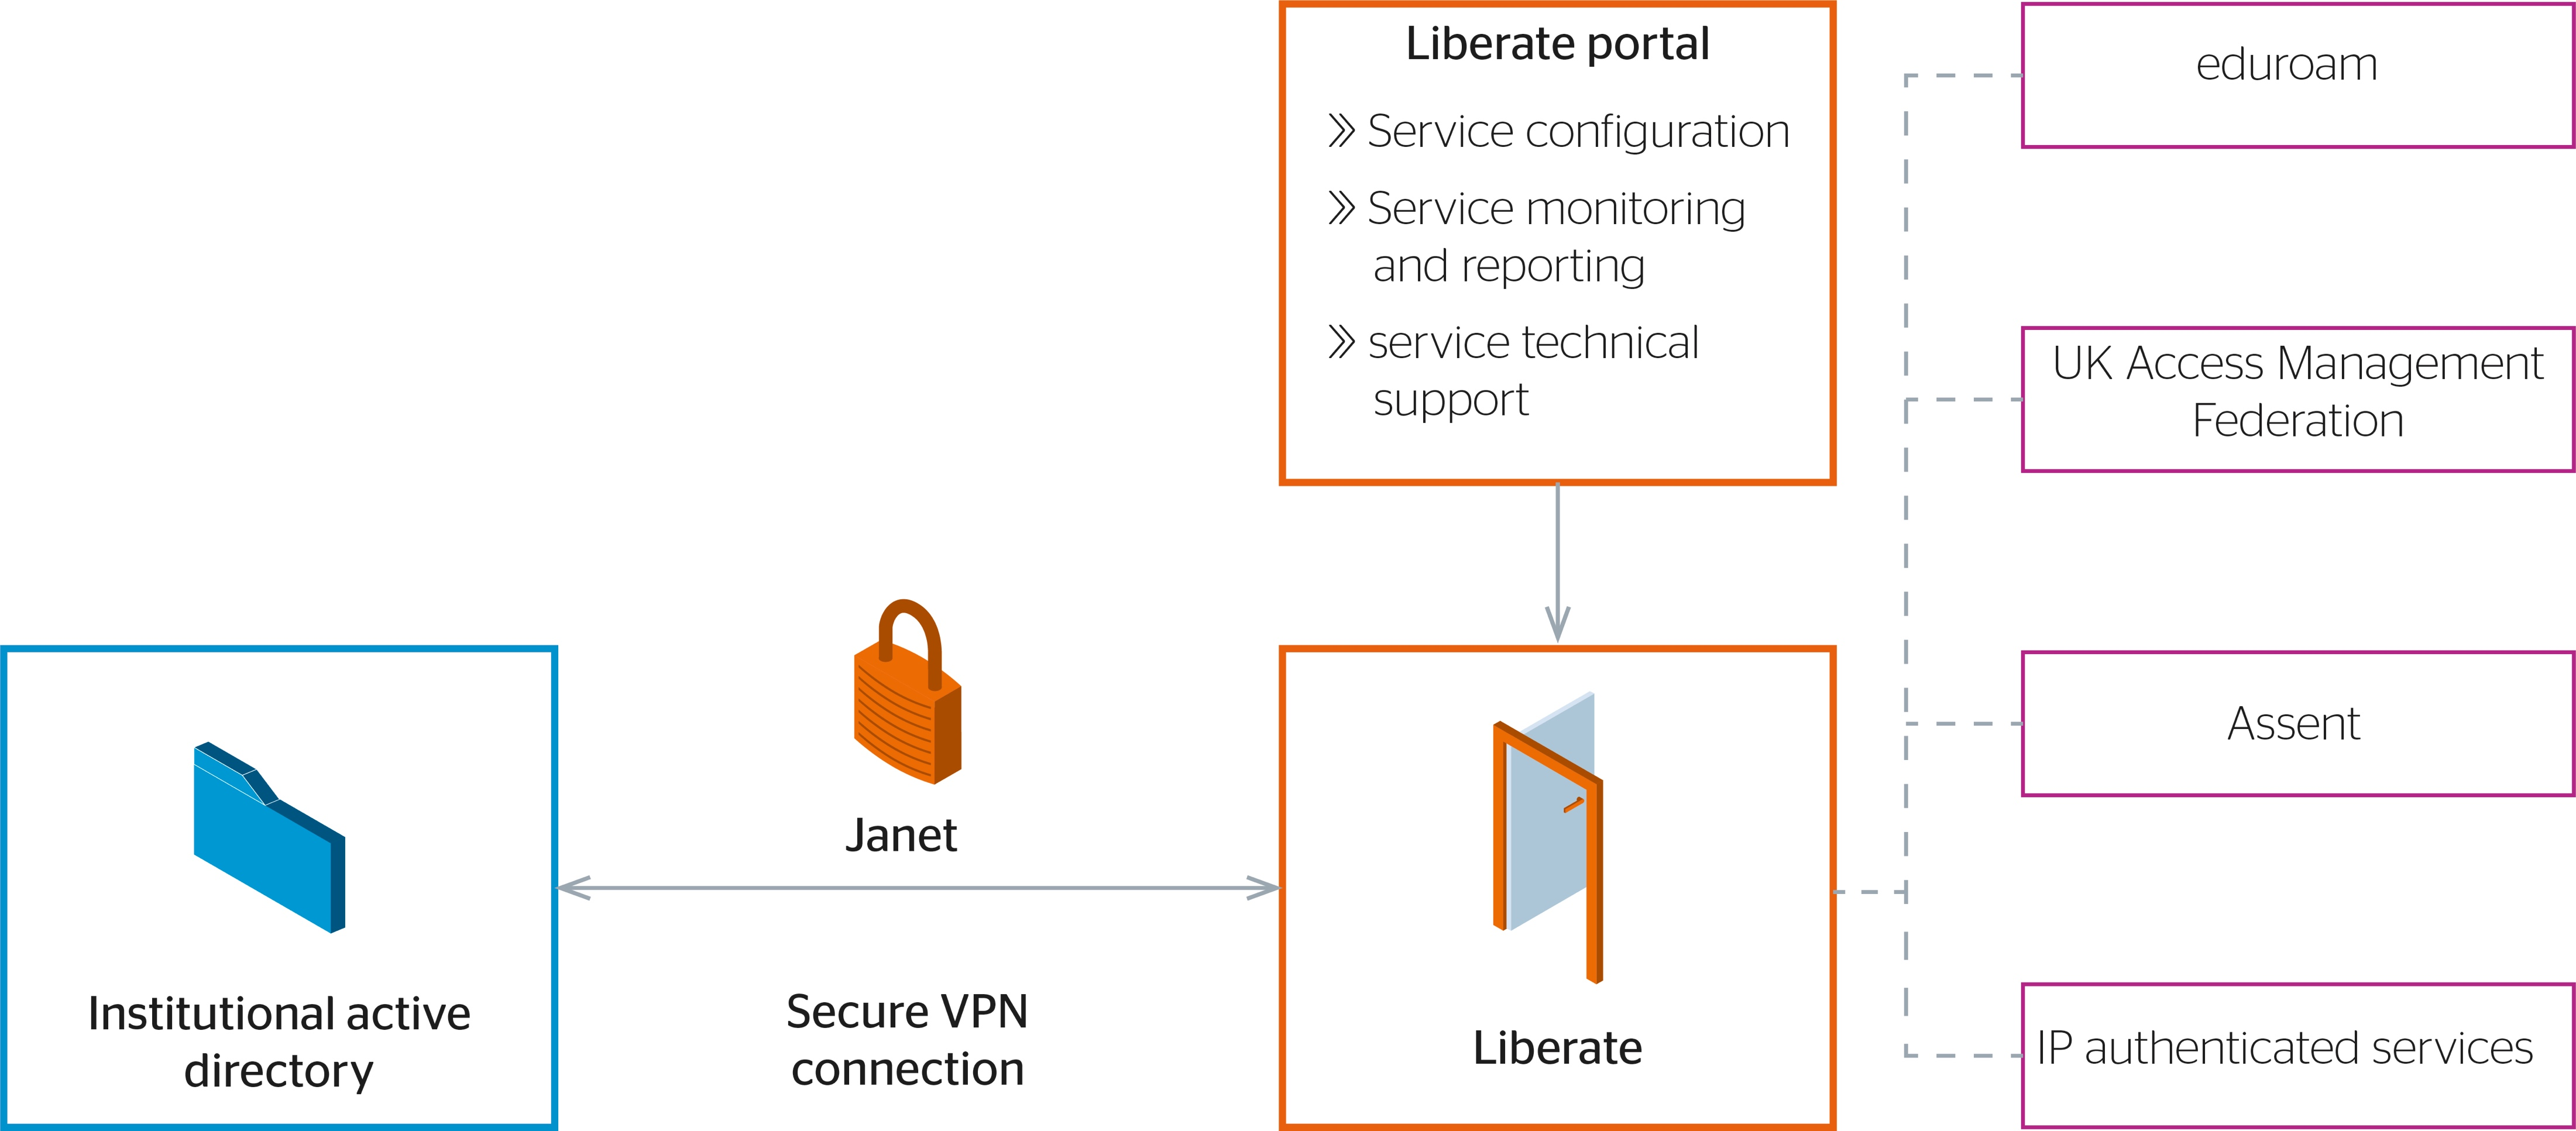 Liberate portal
» Service configuration
» Service monitoring
and reporting
» service technical
support
eduroam
UK Access Management
Federation
Assent
IP authenticated services
Janet
Secure VPN
connection
Institutional active
directory
Liberate